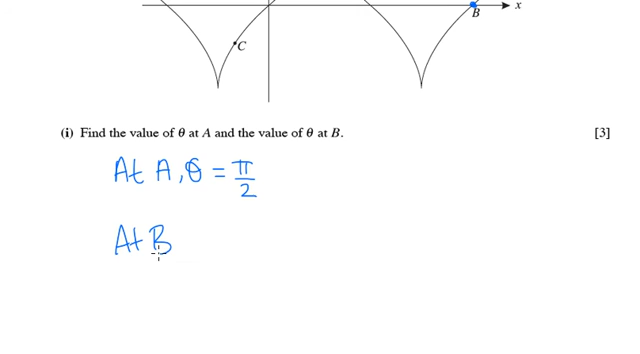 B
x
C
(i) Find the value of θ at A and the value of θ at B. [3]
At A, θ = π/2
At B